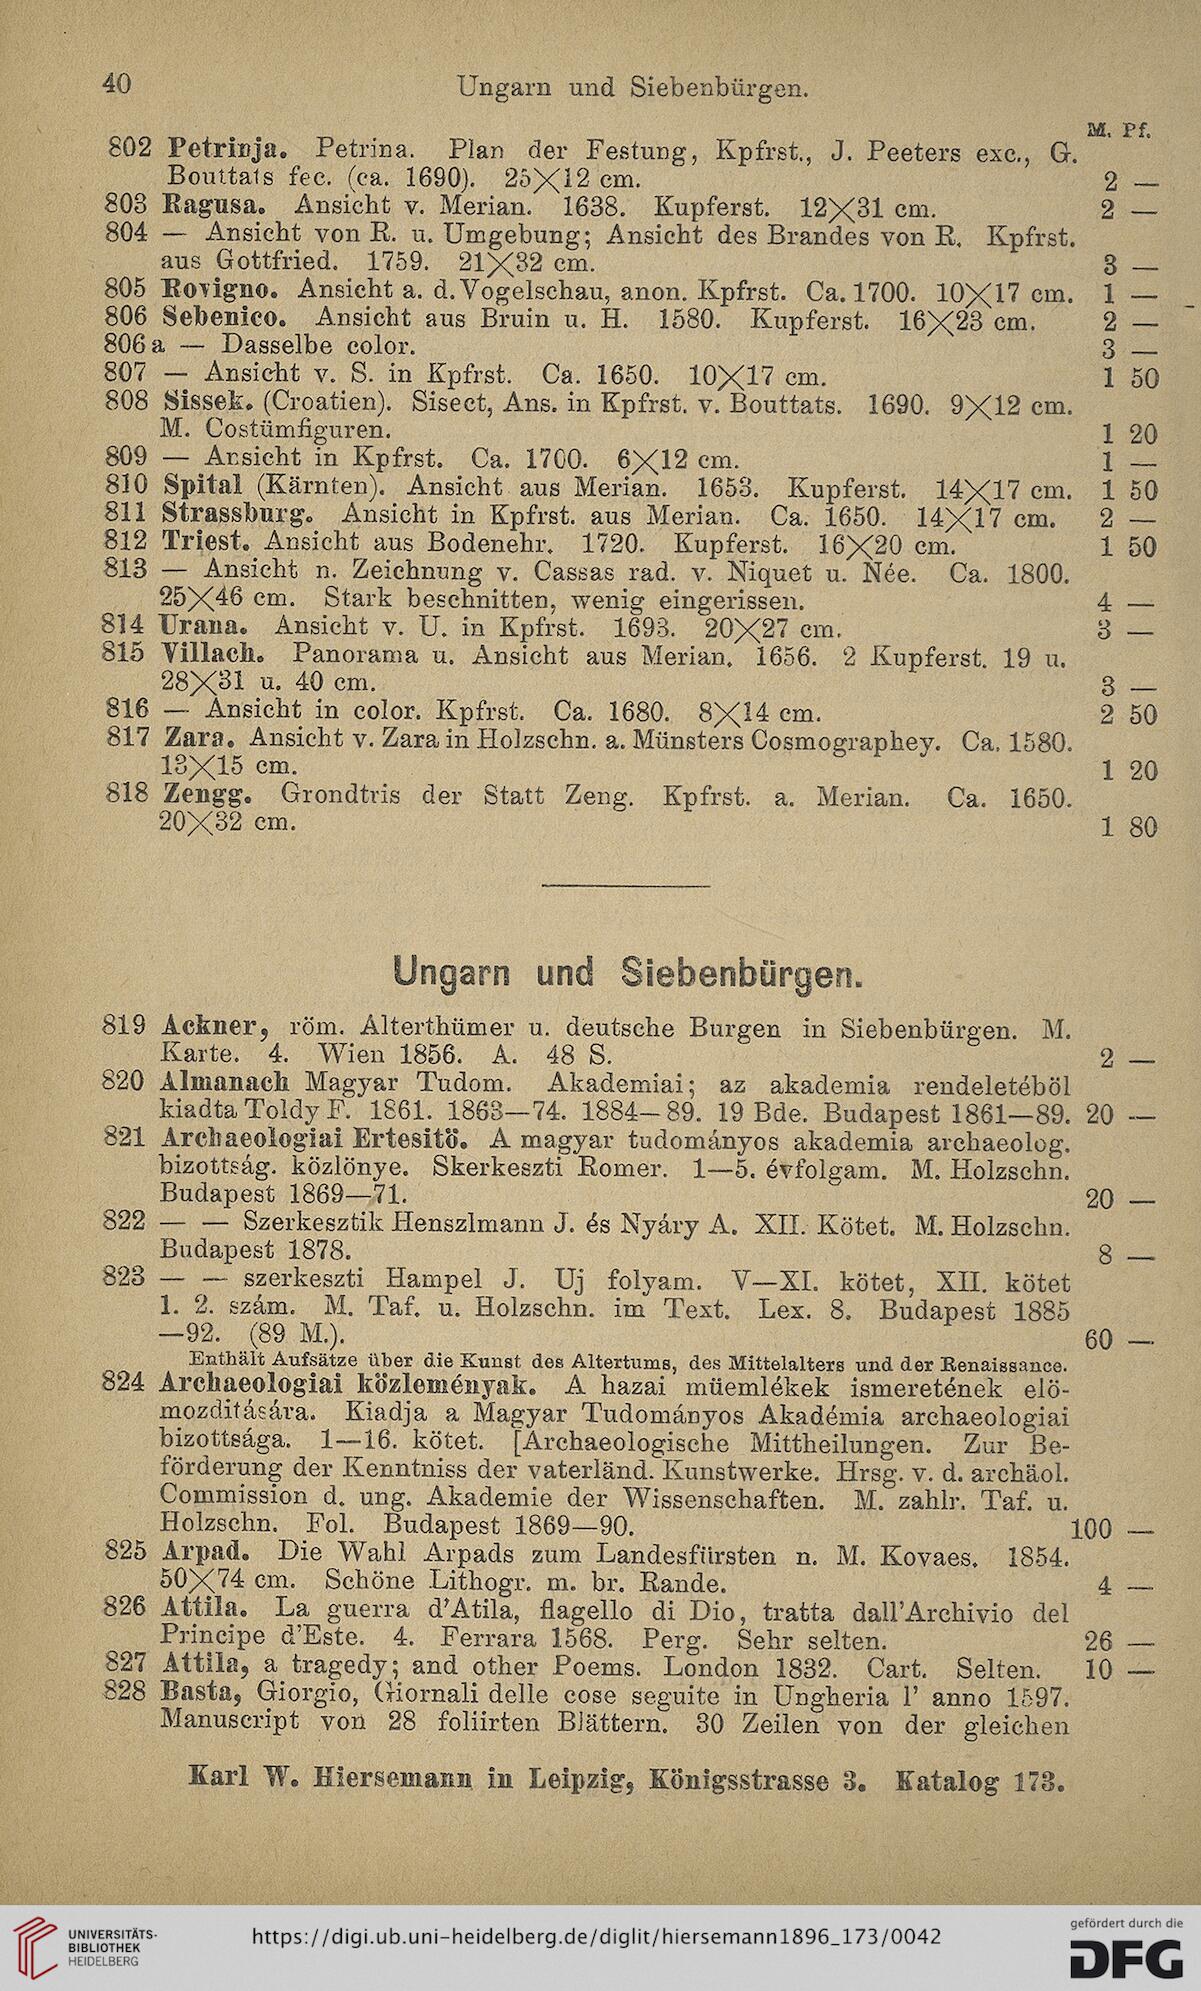 40 Ungarn und Siebenbürgen.
M. Pf.
802 Petrinja. Petrina. Plan der Festung, Kpfrst., J. Peeters exc., G.
Bouttats fec. (ca. 1690). 25×12 cm. 2 —
803 Ragusa. Ansicht v. Merian. 1638. Kupferst. 12×31 cm. 2 —
804 — Ansicht von R. u. Umgebung; Ansicht des Brandes von R. Kpfrst.
aus Gottfried. 1759. 21×32 cm. 3 —
805 Rovigno. Ansicht a. d. Vogelschau, anon. Kpfrst. Ca. 1700. 10×17 cm. 1 —
806 Sebenico. Ansicht aus Bruin u. H. 1580. Kupferst. 16×23 cm. 2 —
806a — Dasselbe color. 3 —
807 — Ansicht v. S. in Kpfrst. Ca. 1650. 10×17 cm. 1 50
808 Sissek. (Croatien). Sisect, Ans. in Kpfrst. v. Bouttats. 1690. 9×12 cm.
M. Costümfiguren. 1 20
809 — Ansicht in Kpfrst. Ca. 1700. 6×12 cm. 1 —
810 Spital (Kärnten). Ansicht aus Merian. 1653. Kupferst. 14×17 cm. 1 50
811 Strassburg. Ansicht in Kpfrst. aus Merian. Ca. 1650. 14×17 cm. 2 —
812 Triest. Ansicht aus Bodenehr. 1720. Kupferst. 16×20 cm. 1 50
813 — Ansicht n. Zeichnung v. Cassas rad. v. Niquet u. Née. Ca. 1800.
25×46 cm. Stark beschnitten, wenig eingerissen. 4 —
814 Urana. Ansicht v. U. in Kpfrst. 1693. 20×27 cm. 3 —
815 Villach. Panorama u. Ansicht aus Merian. 1656. 2 Kupferst. 19 u.
28×31 u. 40 cm. 3 —
816 — Ansicht in color. Kpfrst. Ca. 1680. 8×14 cm. 2 50
817 Zara. Ansicht v. Zara in Holzschn. a. Münsters Cosmographey. Ca. 1580.
13×15 cm. 1 20
818 Zengg. Grondtris der Statt Zeng. Kpfrst. a. Merian. Ca. 1650.
20×32 cm. 1 80
Ungarn und Siebenbürgen.
819 Ackner, röm. Alterthümer u. deutsche Burgen in Siebenbürgen. M.
Karte. 4. Wien 1856. A. 48 S. 2 —
820 Almanach Magyar Tudom. Akademiai; az akademia rendeletéböl
kiadta Toldy F. 1861. 1863—74. 1884—89. 19 Bde. Budapest 1861—89. 20 —
821 Archaeologiai Ertesitö. A magyar tudományos akademia archaeolog.
bizottság. közlönye. Skerkeszti Romer. 1—5. évfolgam. M. Holzschn.
Budapest 1869—71. 20 —
822 — — Szerkesztik Henszlmann J. és Nyáry A. XII. Kötet. M. Holzschn.
Budapest 1878. 8 —
823 — — szerkeszti Hampel J. Uj folyam. V—XI. kötet, XII. kötet
1. 2. szám. M. Taf. u. Holzschn. im Text. Lex. 8. Budapest 1885
—92. (89 M.). 60 —
Enthält Aufsätze über die Kunst des Altertums, des Mittelalters und der Renaissance.
824 Archaeologiai közleményak. A hazai müemlékek ismeretének elö-
mozditására. Kiadja a Magyar Tudományos Akadémia archaeologiai
bizottsága. 1—16. kötet. [Archaeologische Mittheilungen. Zur Be-
förderung der Kenntniss der vaterländ. Kunstwerke. Hrsg. v. d. archäol.
Commission d. ung. Akademie der Wissenschaften. M. zahlr. Taf. u.
Holzschn. Fol. Budapest 1869—90. 100 —
825 Arpad. Die Wahl Arpads zum Landesfürsten n. M. Kovaes. 1854.
50×74 cm. Schöne Lithogr. m. br. Rande. 4 —
826 Attila. La guerra d'Atila, flagello di Dio, tratta dall'Archivio del
Principe d'Este. 4. Ferrara 1568. Perg. Sehr selten. 26 —
827 Attila, a tragedy; and other Poems. London 1832. Cart. Selten. 10 —
828 Basta, Giorgio, Giornali delle cose seguite in Ungheria l' anno 1597.
Manuscript von 28 foliirten Blättern. 30 Zeilen von der gleichen
Karl W. Hiersemann in Leipzig, Königsstrasse 3. Katalog 173.
UNIVERSITÄTS-
BIBLIOTHEK
HEIDELBERG
https://digi.ub.uni-heidelberg.de/diglit/hiersemann1896_173/0042
gefördert durch die
DFG